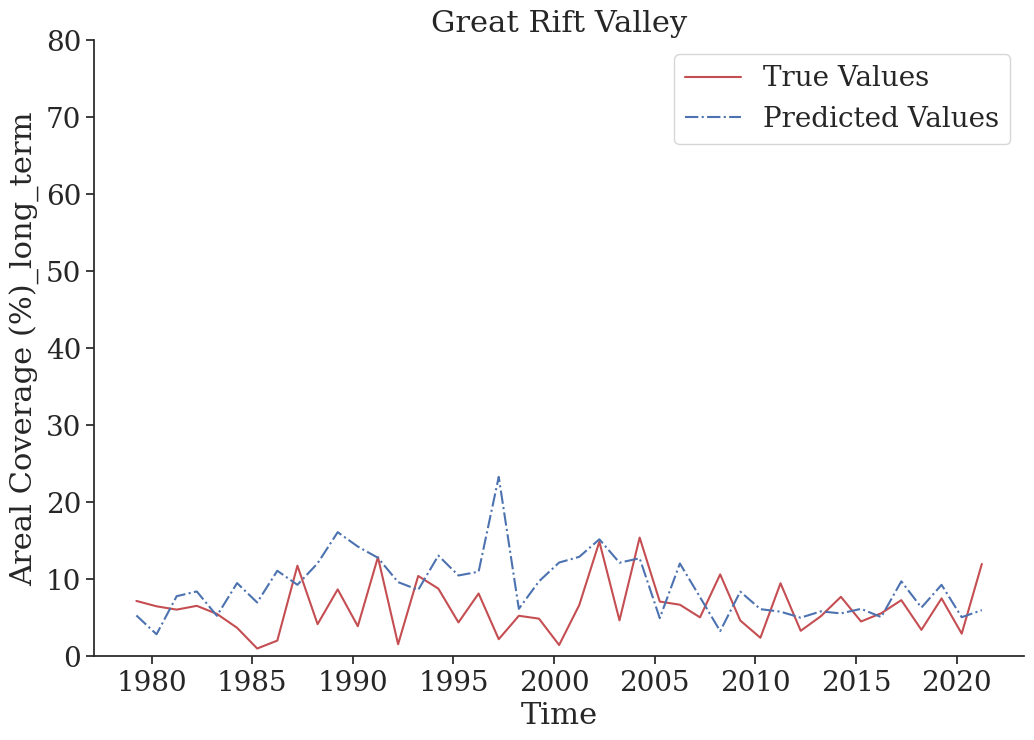 Great Rift Valley
True Values
Predicted Values
Areal Coverage (%)_long_term
80
70
60
50
40
30
20
10
0
1980 1985 1990 1995 2000 2005 2010 2015 2020
Time